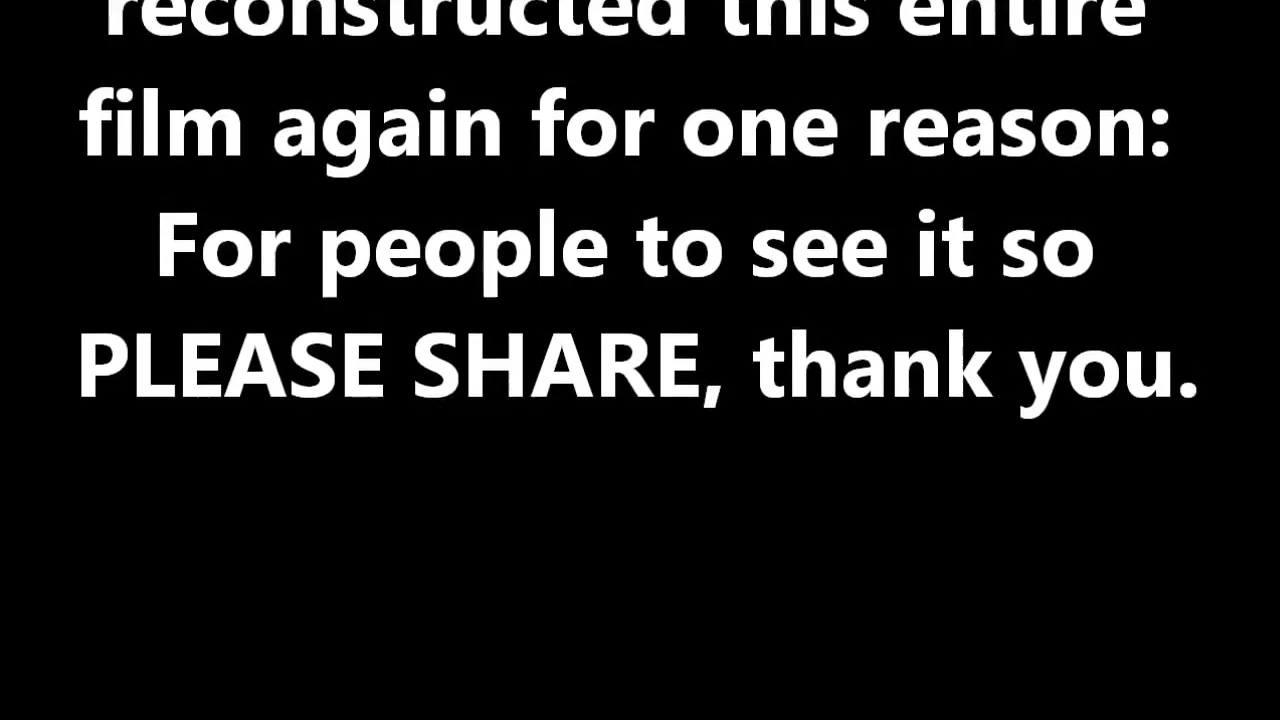 reconstructed this entire
film again for one reason:
For people to see it so
PLEASE SHARE, thank you.